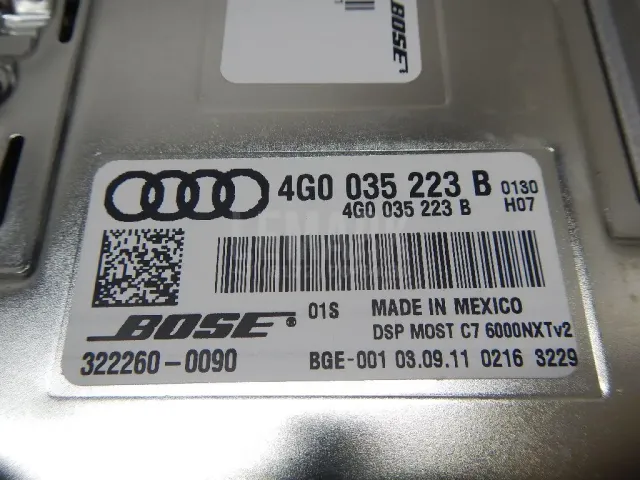 BOSE
4G0 035 223 B 0130
4G0 035 223 B H07
01S MADE IN MEXICO
BOSE® DSP MOST C7 6000NXTv2
322260-0090 BGE-001 03.09.11 0216 3229